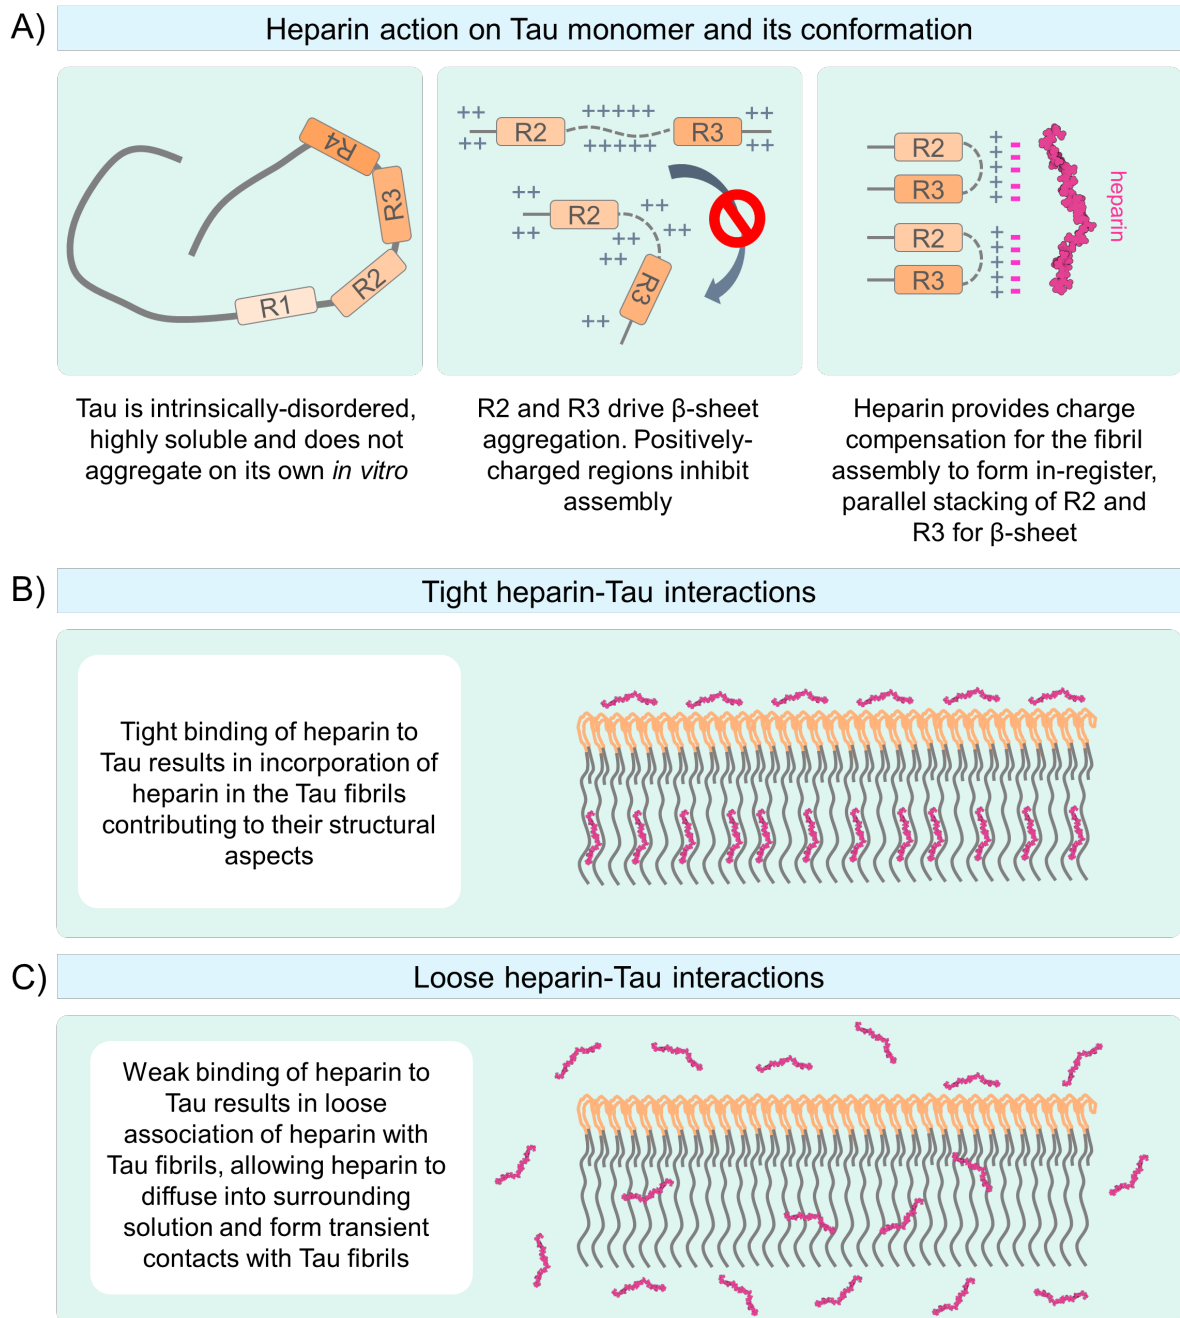 A)
Heparin action on Tau monomer and its conformation
R4
R3
R2
R1
++
+++++
++
R2
R3
++
+++++
++
++
R2
++
++
++
++
++
R3
++
R2
R3
R2
R3
+
+
+
+
+
+
+
+
+
+
heparin
Tau is intrinsically-disordered,
highly soluble and does not
aggregate on its own in vitro
R2 and R3 drive β-sheet
aggregation. Positively-
charged regions inhibit
assembly
Heparin provides charge
compensation for the fibril
assembly to form in-register,
parallel stacking of R2 and
R3 for β-sheet
B)
Tight heparin-Tau interactions
Tight binding of heparin to
Tau results in incorporation of
heparin in the Tau fibrils
contributing to their structural
aspects
C)
Loose heparin-Tau interactions
Weak binding of heparin to
Tau results in loose
association of heparin with
Tau fibrils, allowing heparin to
diffuse into surrounding
solution and form transient
contacts with Tau fibrils